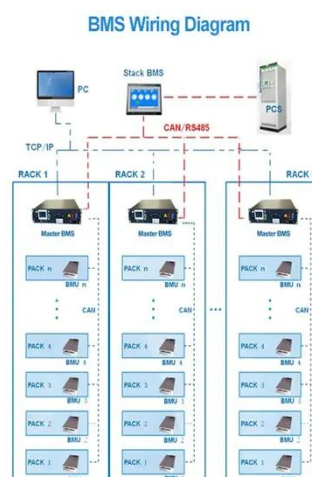 BMS Wiring Diagram
Stack BMS
PC
PCS
CAN/RS485
TCP/IP
RACK 1
RACK 2
RACK
Master BMS
Master BMS
Master BMS
PACK n
BMU n
PACK n
BMU n
PACK n
BMU n
CAN
CAN
CAN
PACK 4
BMU 4
PACK 4
BMU 4
PACK 4
BMU 4
PACK 3
BMU 3
PACK 3
BMU 3
PACK 3
BMU 3
PACK 2
BMU 2
PACK 2
BMU 2
PACK 2
BMU 2
PACK 1
BMU 1
PACK 1
BMU 1
PACK 1
BMU 1